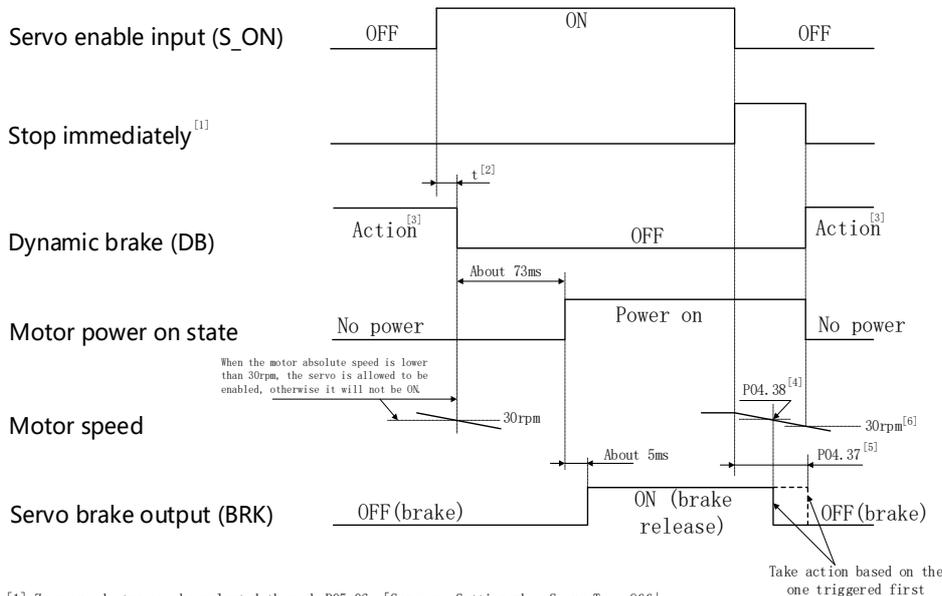 Servo enable input (S_ON)
OFF
ON
OFF
Stop immediately[1]
t[2]
Dynamic brake (DB)
Action[3]
OFF
Action[3]
About 73ms
Motor power on state
No power
Power on
No power
When the motor absolute speed is lower
than 30rpm, the servo is allowed to be
enabled, otherwise it will not be ON.
Motor speed
30rpm
P04.38[4]
30rpm[6]
About 5ms
P04.37[5]
Servo brake output (BRK)
OFF(brake)
ON (brake
release)
OFF(brake)
Take action based on the
one triggered first